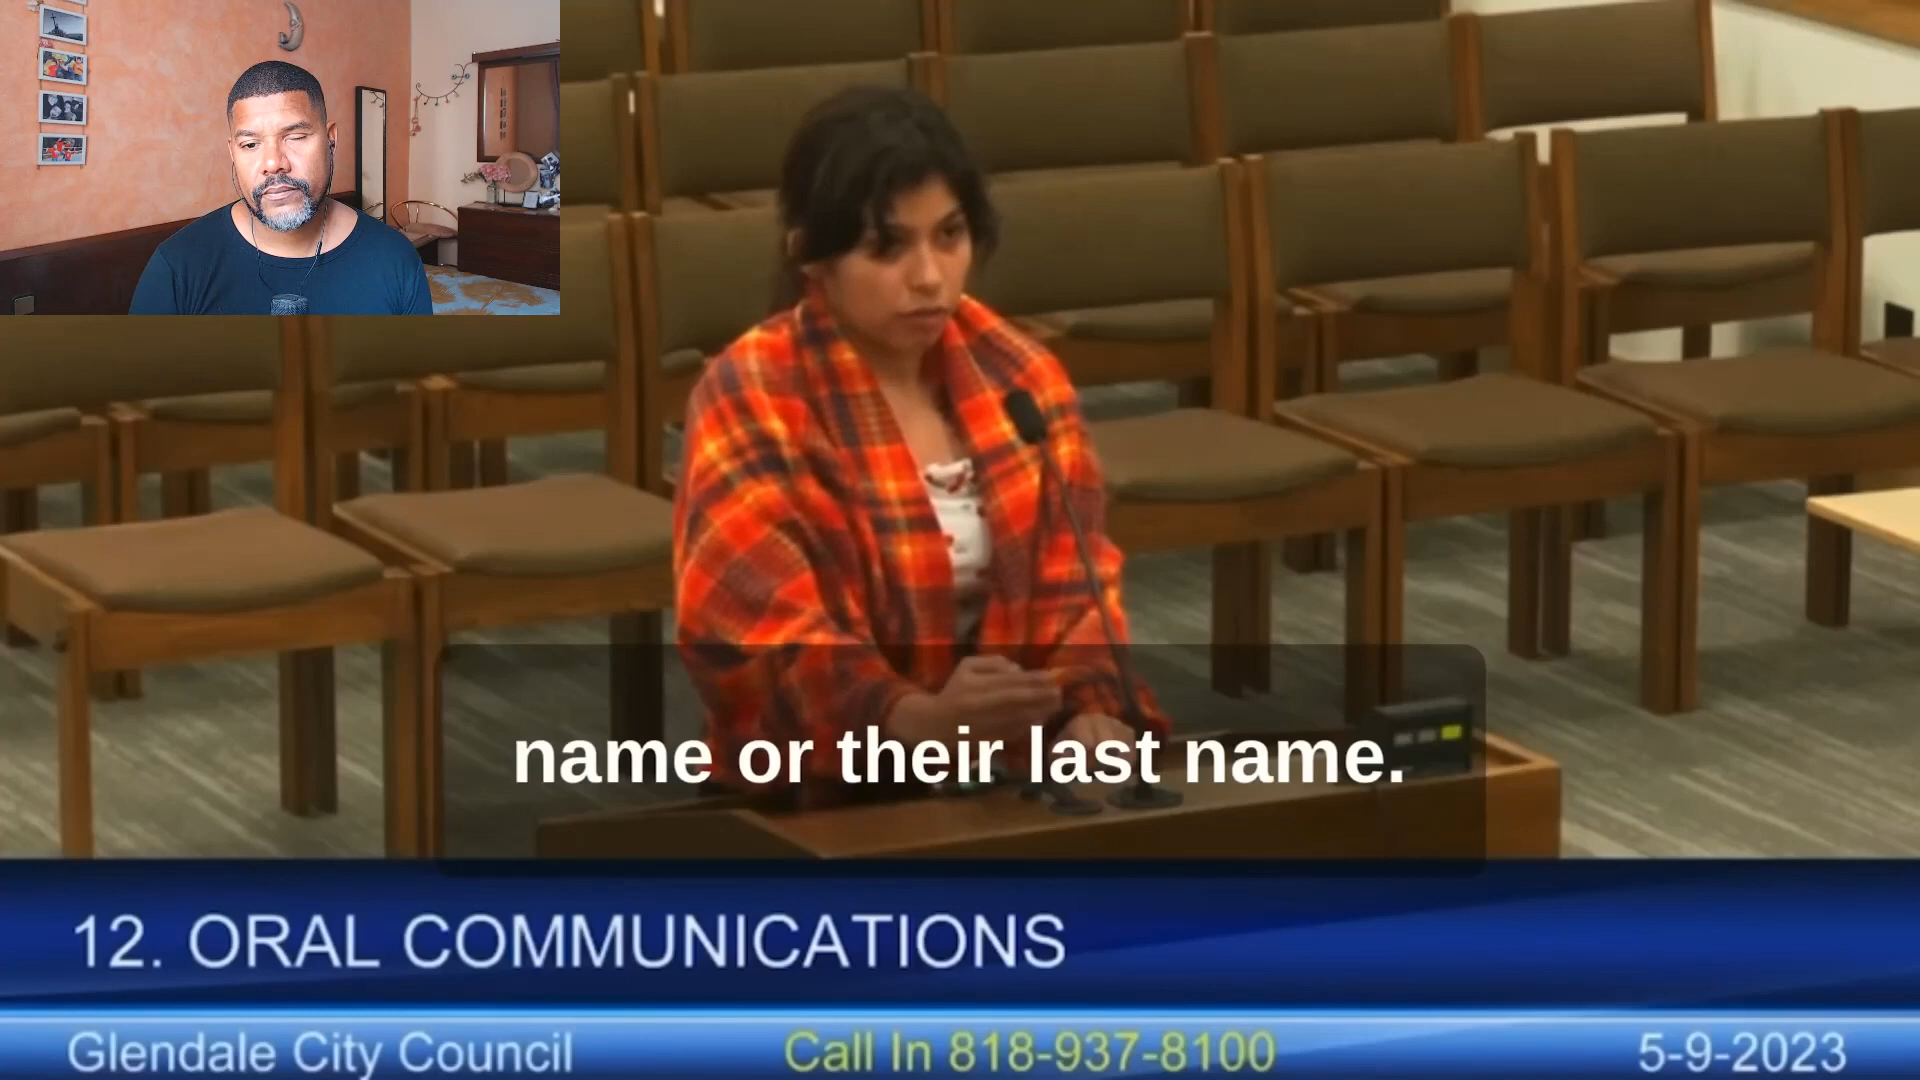 name or their last name.
12. ORAL COMMUNICATIONS
Glendale City Council
Call In 818-937-8100
5-9-2023